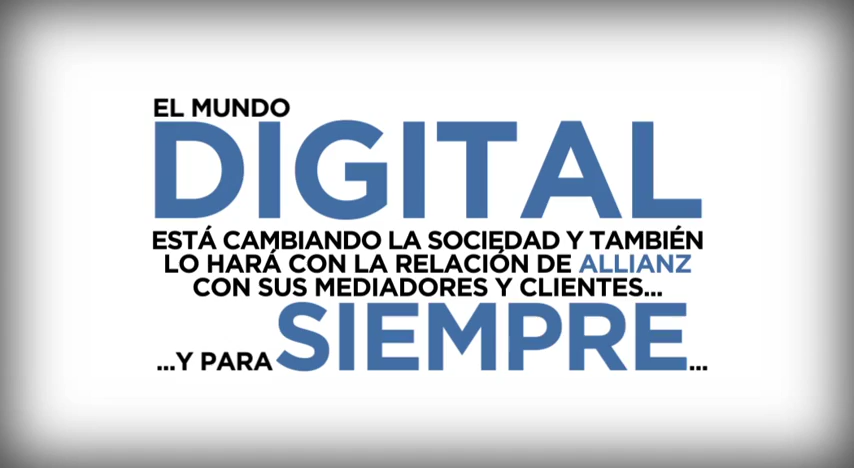 EL MUNDO
DIGITAL
ESTÁ CAMBIANDO LA SOCIEDAD Y TAMBIÉN
LO HARÁ CON LA RELACIÓN DE ALLIANZ
CON SUS MEDIADORES Y CLIENTES...
...Y PARA SIEMPRE...